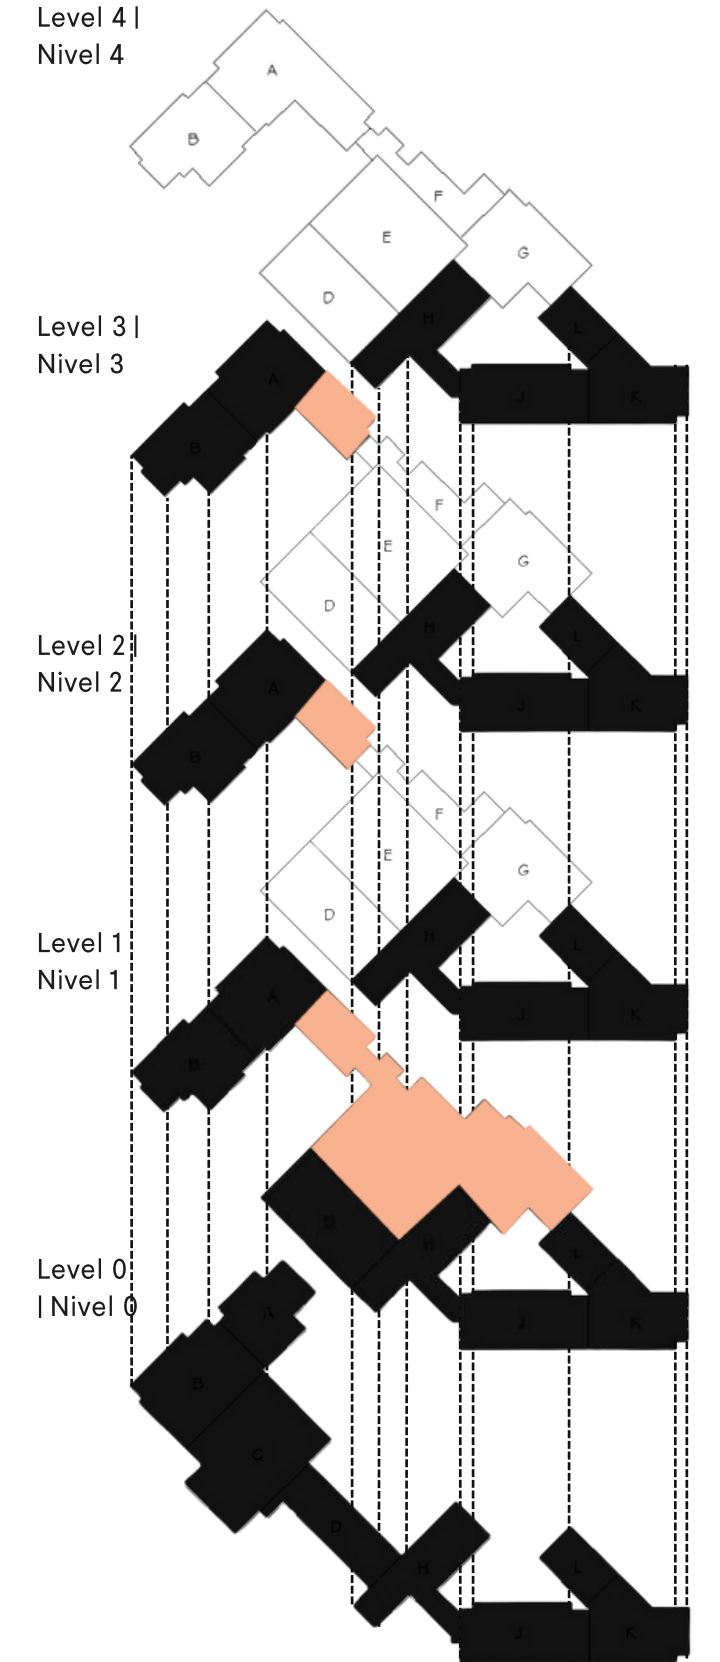 Level 4 |
Nivel 4
A
B
F
E
G
D
H
L
J
K
Level 3 |
Nivel 3
A
B
F
E
G
D
H
L
J
K
Level 2 |
Nivel 2
A
B
F
E
G
D
H
L
J
K
Level 1
Nivel 1
A
B
D
H
L
J
K
Level 0
| Nivel 0
A
B
C
D
H
L
J
K